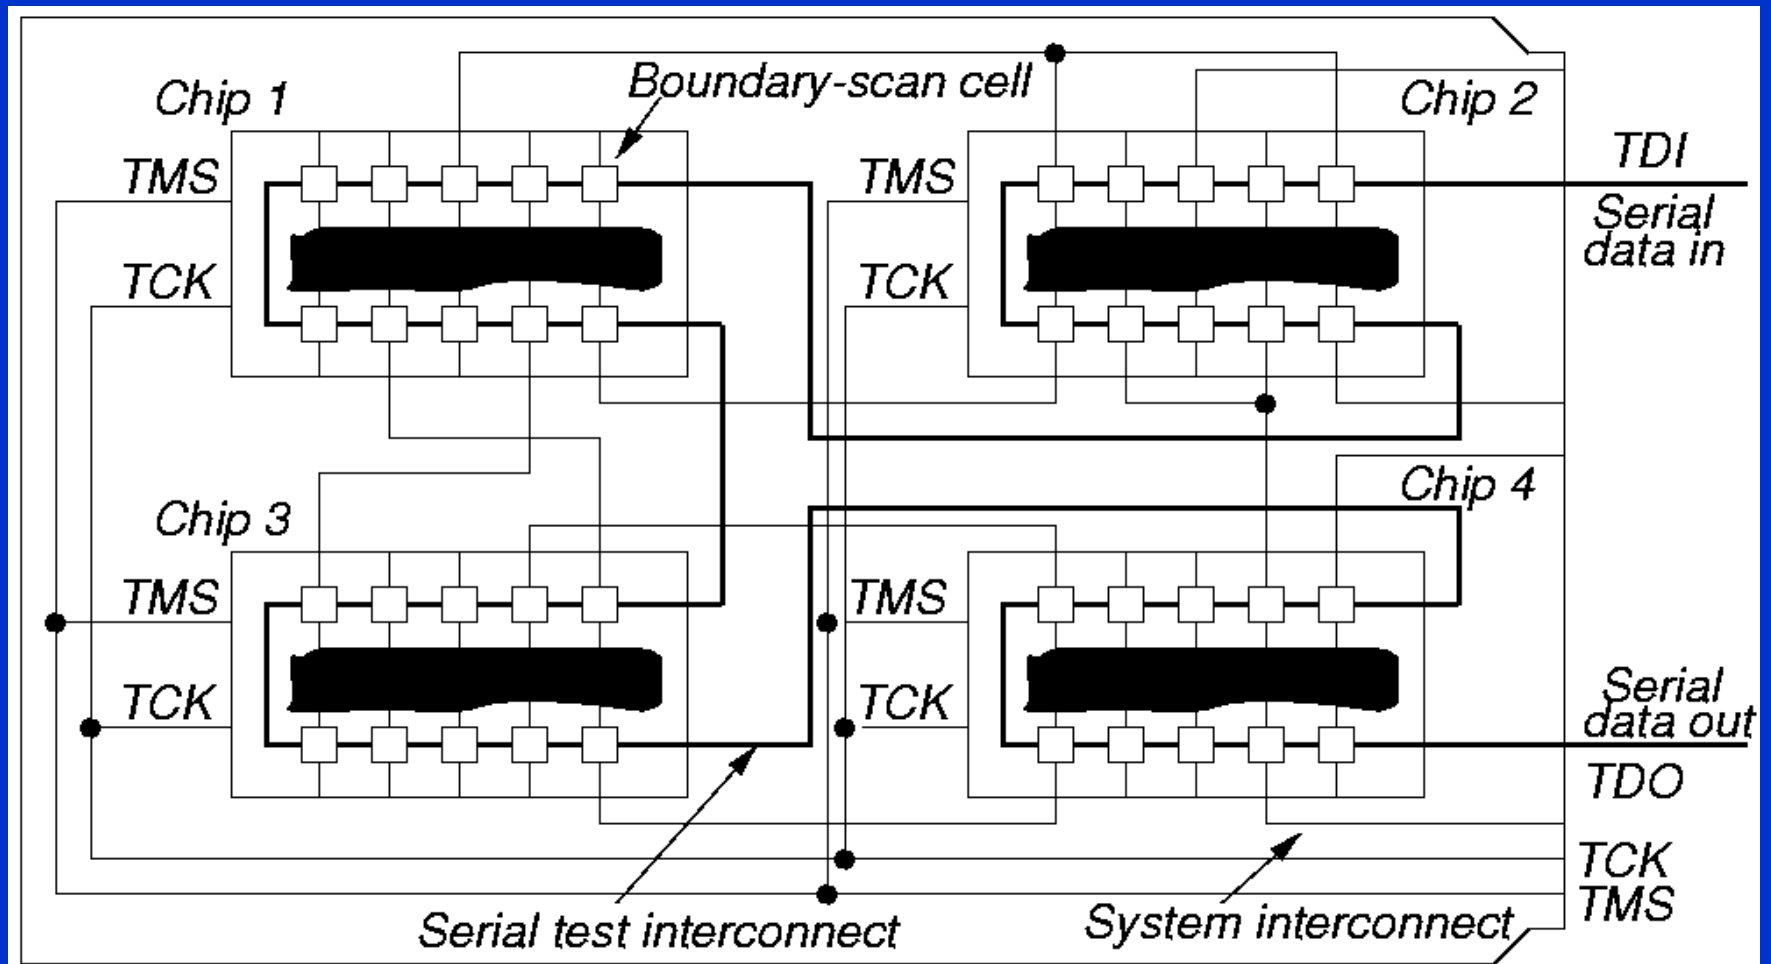 Boundary-scan cell
Chip 1
Chip 2
TMS
TMS
TDI
Serial
data in
TCK
TCK
Chip 3
Chip 4
TMS
TMS
TCK
TCK
Serial
data out
TDO
TCK
TMS
Serial test interconnect
System interconnect